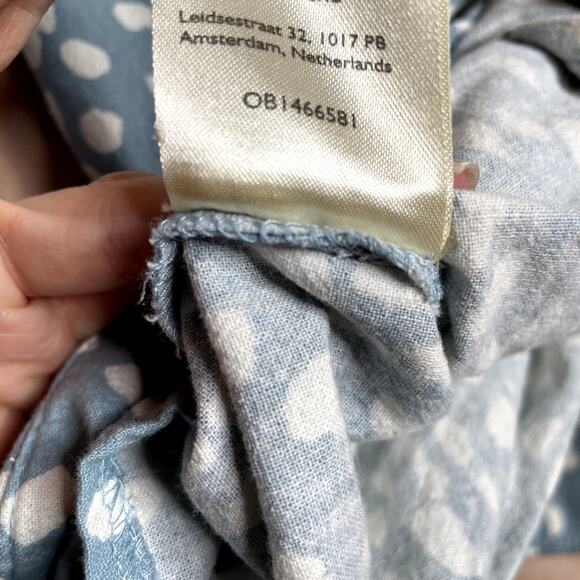 Leidsestraat 32, 1017 PB
Amsterdam, Netherlands
OB1466581